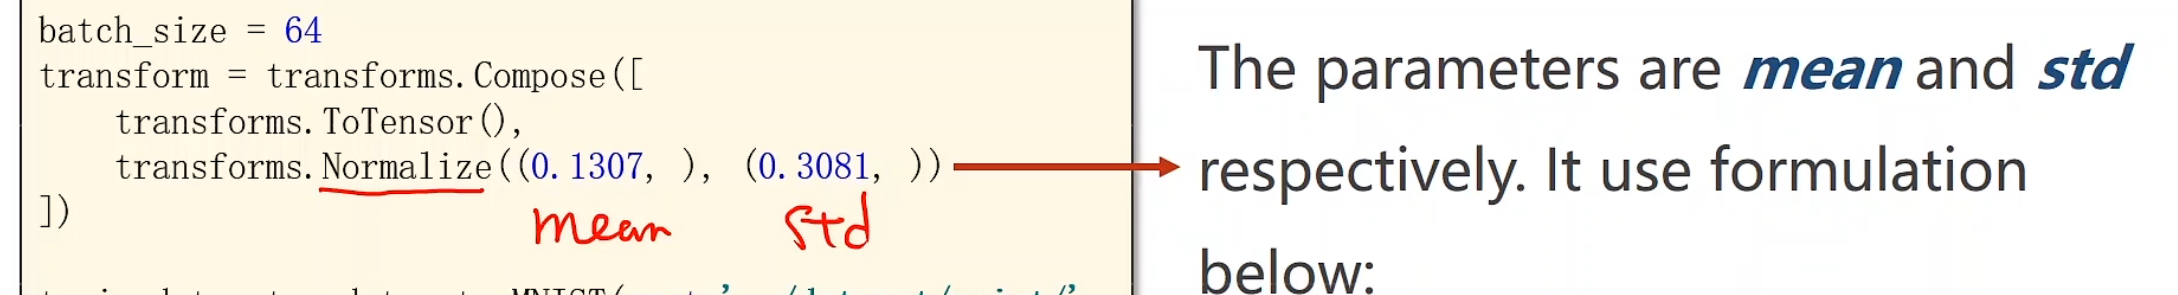 batch_size = 64
transform = transforms.Compose([
transforms.ToTensor(),
transforms.Normalize((0.1307, ), (0.3081, ))
])
mean std
The parameters are mean and std
respectively. It use formulation
below: